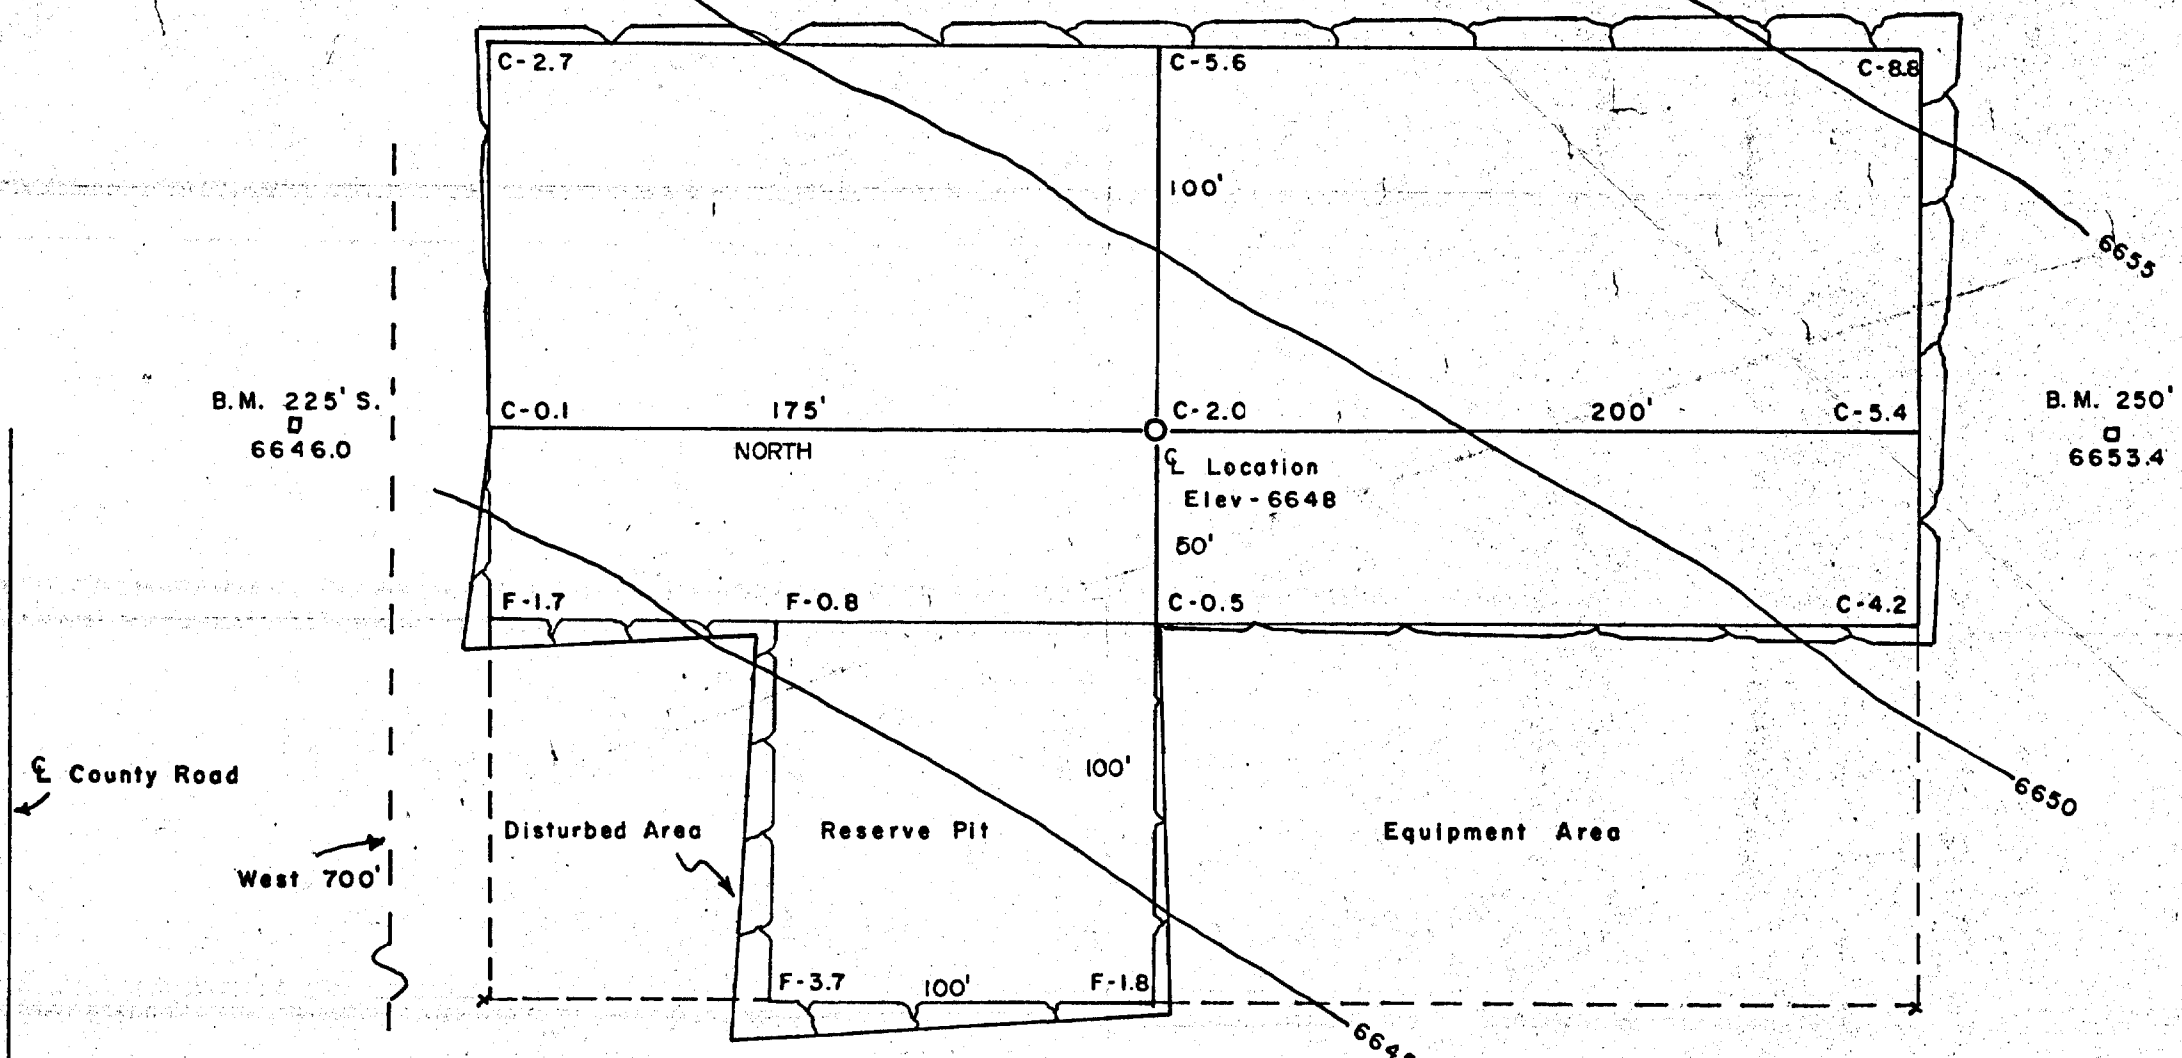 C-2.7
C-5.6
C-8.8
100'
6655
B.M. 225' S.
6646.0
C-0.1
175'
NORTH
C-2.0
200'
C-5.4
B.M. 250'
6653.4
℄ Location
Elev-6648
50'
F-1.7
F-0.8
C-0.5
C-4.2
℄ County Road
100'
6650
Disturbed Area
Reserve Pit
Equipment Area
West 700'
F-3.7
100'
F-1.8